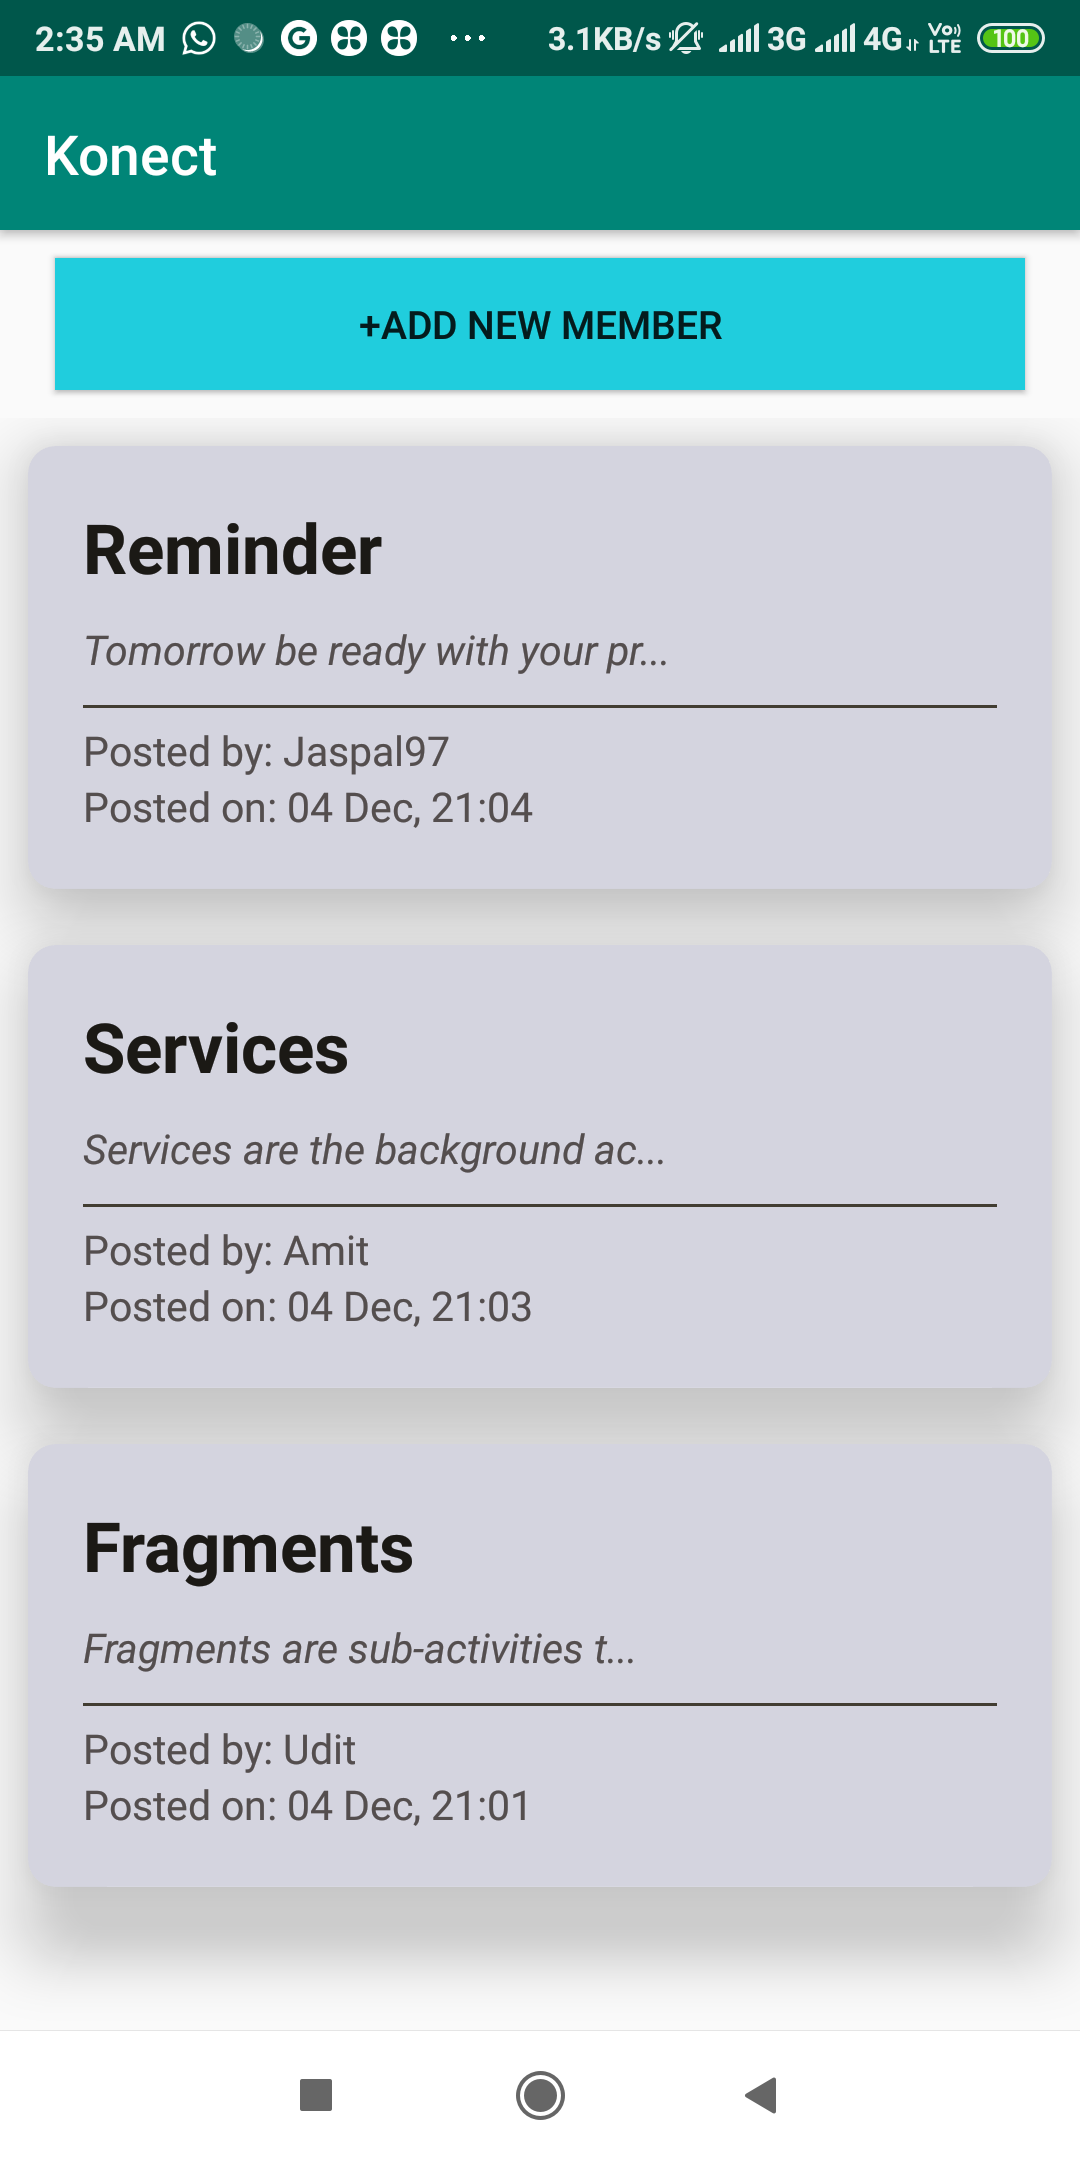 2:35 AM 3.1KB/s 3G 4G Vo)) LTE 100
Konect
+ADD NEW MEMBER
Reminder
Tomorrow be ready with your pr...
Posted by: Jaspal97
Posted on: 04 Dec, 21:04
Services
Services are the background ac...
Posted by: Amit
Posted on: 04 Dec, 21:03
Fragments
Fragments are sub-activities t...
Posted by: Udit
Posted on: 04 Dec, 21:01